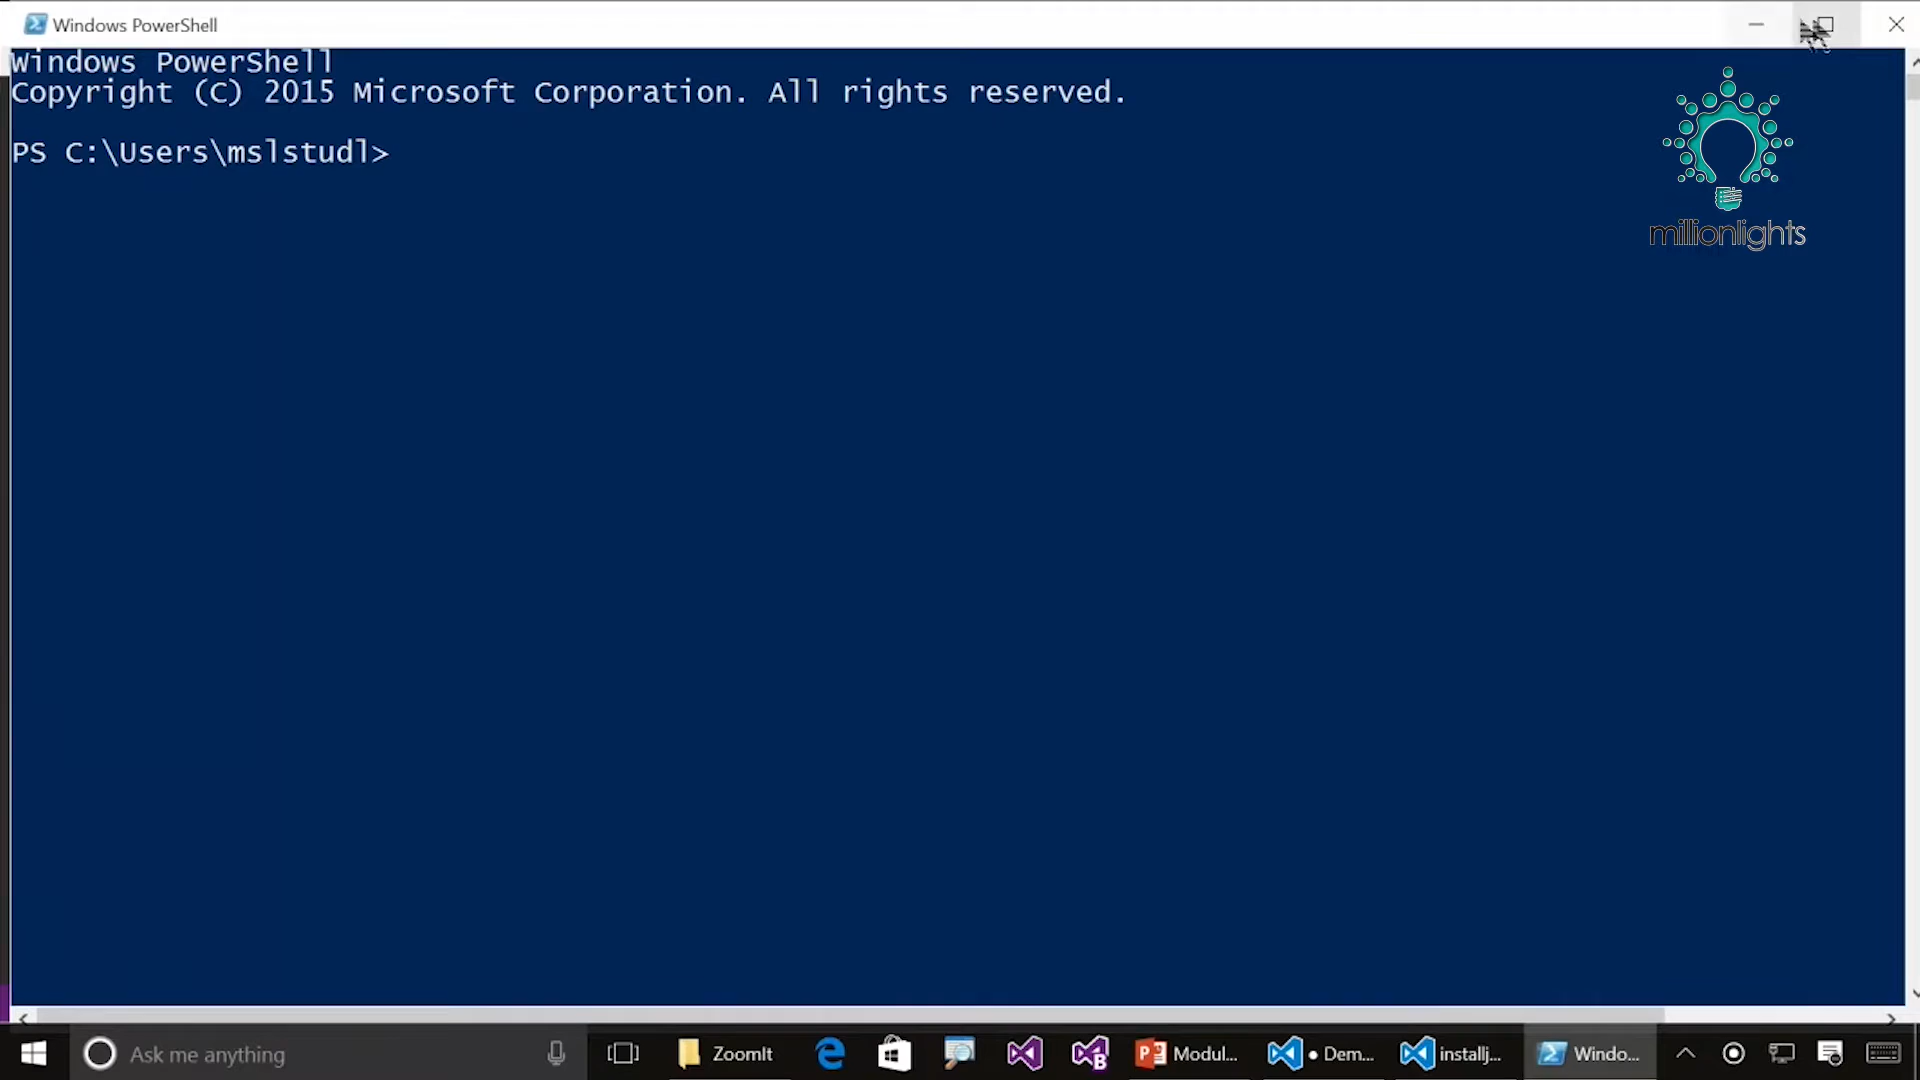 Windows PowerShell
Windows PowerShell
Copyright (C) 2015 Microsoft Corporation. All rights reserved.
PS C:\Users\mslstudl>
millionlights
Ask me anything
ZoomIt
Modul...
• Dem...
installj...
Windo...